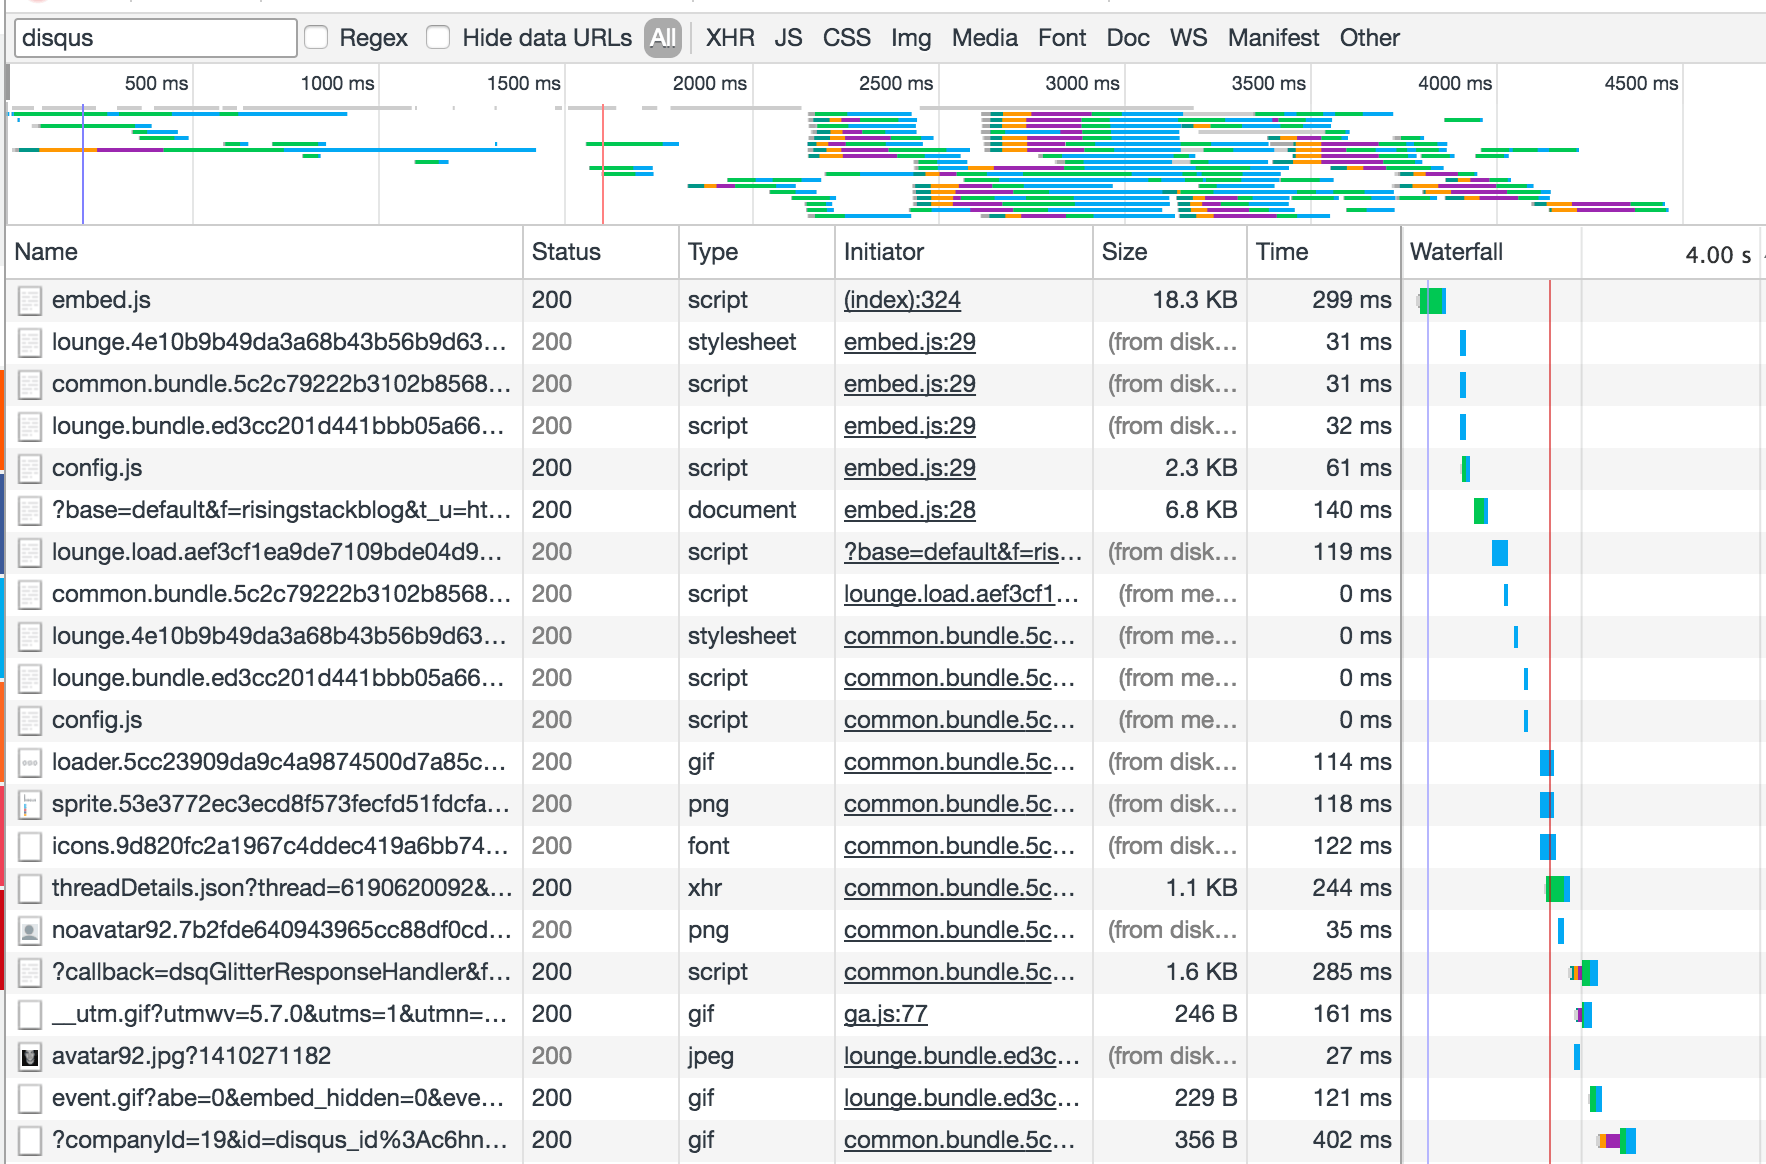 disqus Regex Hide data URLs All XHR JS CSS Img Media Font Doc WS Manifest Other
500 ms 1000 ms 1500 ms 2000 ms 2500 ms 3000 ms 3500 ms 4000 ms 4500 ms
Name Status Type Initiator Size Time Waterfall 4.00 s
embed.js 200 script (index):324 18.3 KB 299 ms
lounge.4e10b9b49da3a68b43b56b9d63... 200 stylesheet embed.js:29 (from disk... 31 ms
common.bundle.5c2c79222b3102b8568... 200 script embed.js:29 (from disk... 31 ms
lounge.bundle.ed3cc201d441bbb05a66... 200 script embed.js:29 (from disk... 32 ms
config.js 200 script embed.js:29 2.3 KB 61 ms
?base=default&f=risingstackblog&t_u=ht... 200 document embed.js:28 6.8 KB 140 ms
lounge.load.aef3cf1ea9de7109bde04d9... 200 script ?base=default&f=ris... (from disk... 119 ms
common.bundle.5c2c79222b3102b8568... 200 script lounge.load.aef3cf1... (from me... 0 ms
lounge.4e10b9b49da3a68b43b56b9d63... 200 stylesheet common.bundle.5c... (from me... 0 ms
lounge.bundle.ed3cc201d441bbb05a66... 200 script common.bundle.5c... (from me... 0 ms
config.js 200 script common.bundle.5c... (from me... 0 ms
loader.5cc23909da9c4a9874500d7a85c... 200 gif common.bundle.5c... (from disk... 114 ms
sprite.53e3772ec3ecd8f573fecfd51fdcfa... 200 png common.bundle.5c... (from disk... 118 ms
icons.9d820fc2a1967c4ddec419a6bb74... 200 font common.bundle.5c... (from disk... 122 ms
threadDetails.json?thread=6190620092&... 200 xhr common.bundle.5c... 1.1 KB 244 ms
noavatar92.7b2fde640943965cc88df0cd... 200 png common.bundle.5c... (from disk... 35 ms
?callback=dsqGlitterResponseHandler&f... 200 script common.bundle.5c... 1.6 KB 285 ms
__utm.gif?utmwv=5.7.0&utms=1&utmn=... 200 gif ga.js:77 246 B 161 ms
avatar92.jpg?1410271182 200 jpeg lounge.bundle.ed3c... (from disk... 27 ms
event.gif?abe=0&embed_hidden=0&eve... 200 gif lounge.bundle.ed3c... 229 B 121 ms
?companyId=19&id=disqus_id%3Ac6hn... 200 gif common.bundle.5c... 356 B 402 ms